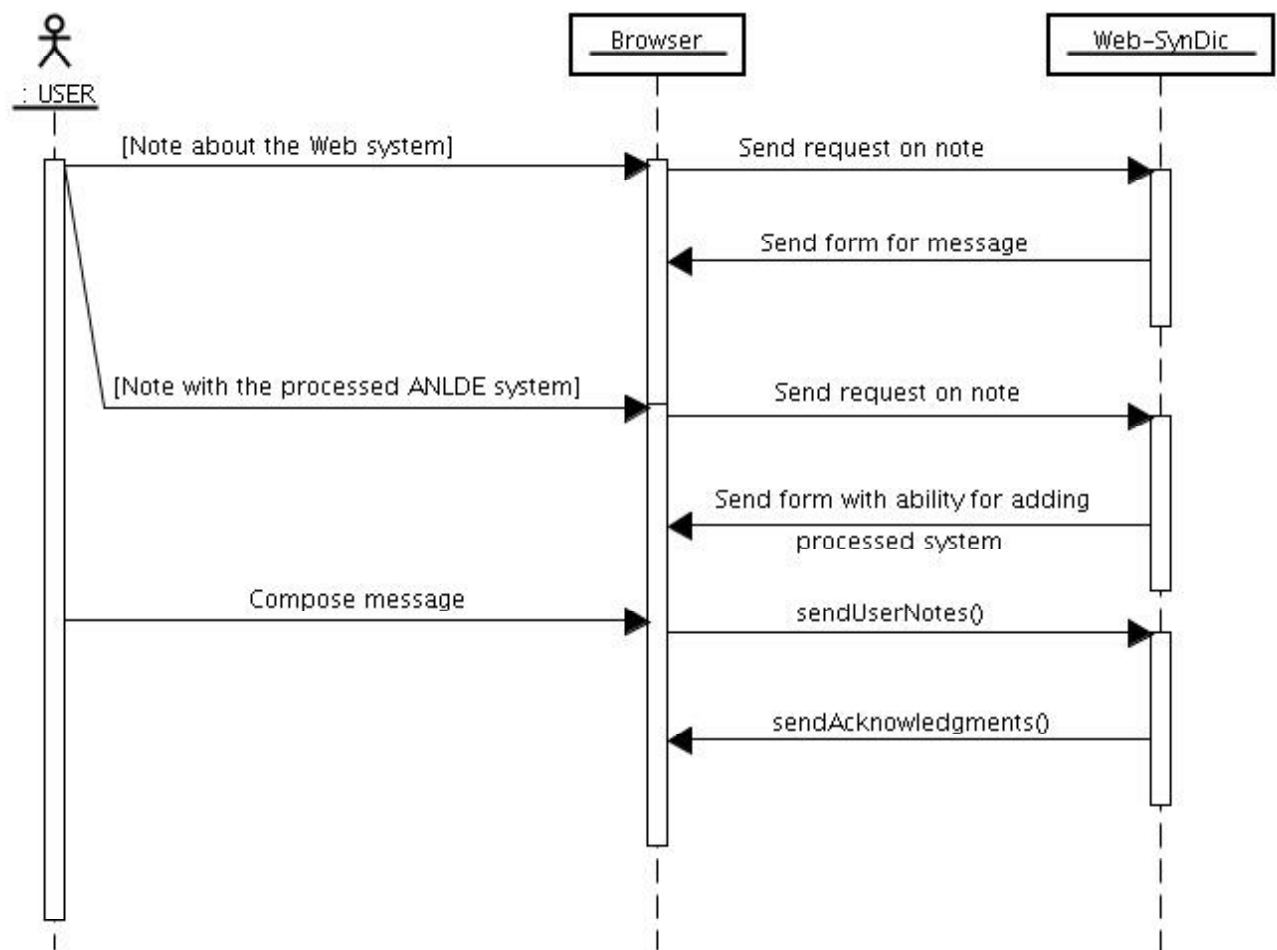 Browser
Web-SynDic
: USER
[Note about the Web system]
Send request on note
Send form for message
[Note with the processed ANLDE system]
Send request on note
Send form with ability for adding
processed system
Compose message
sendUserNotes()
sendAcknowledgments()